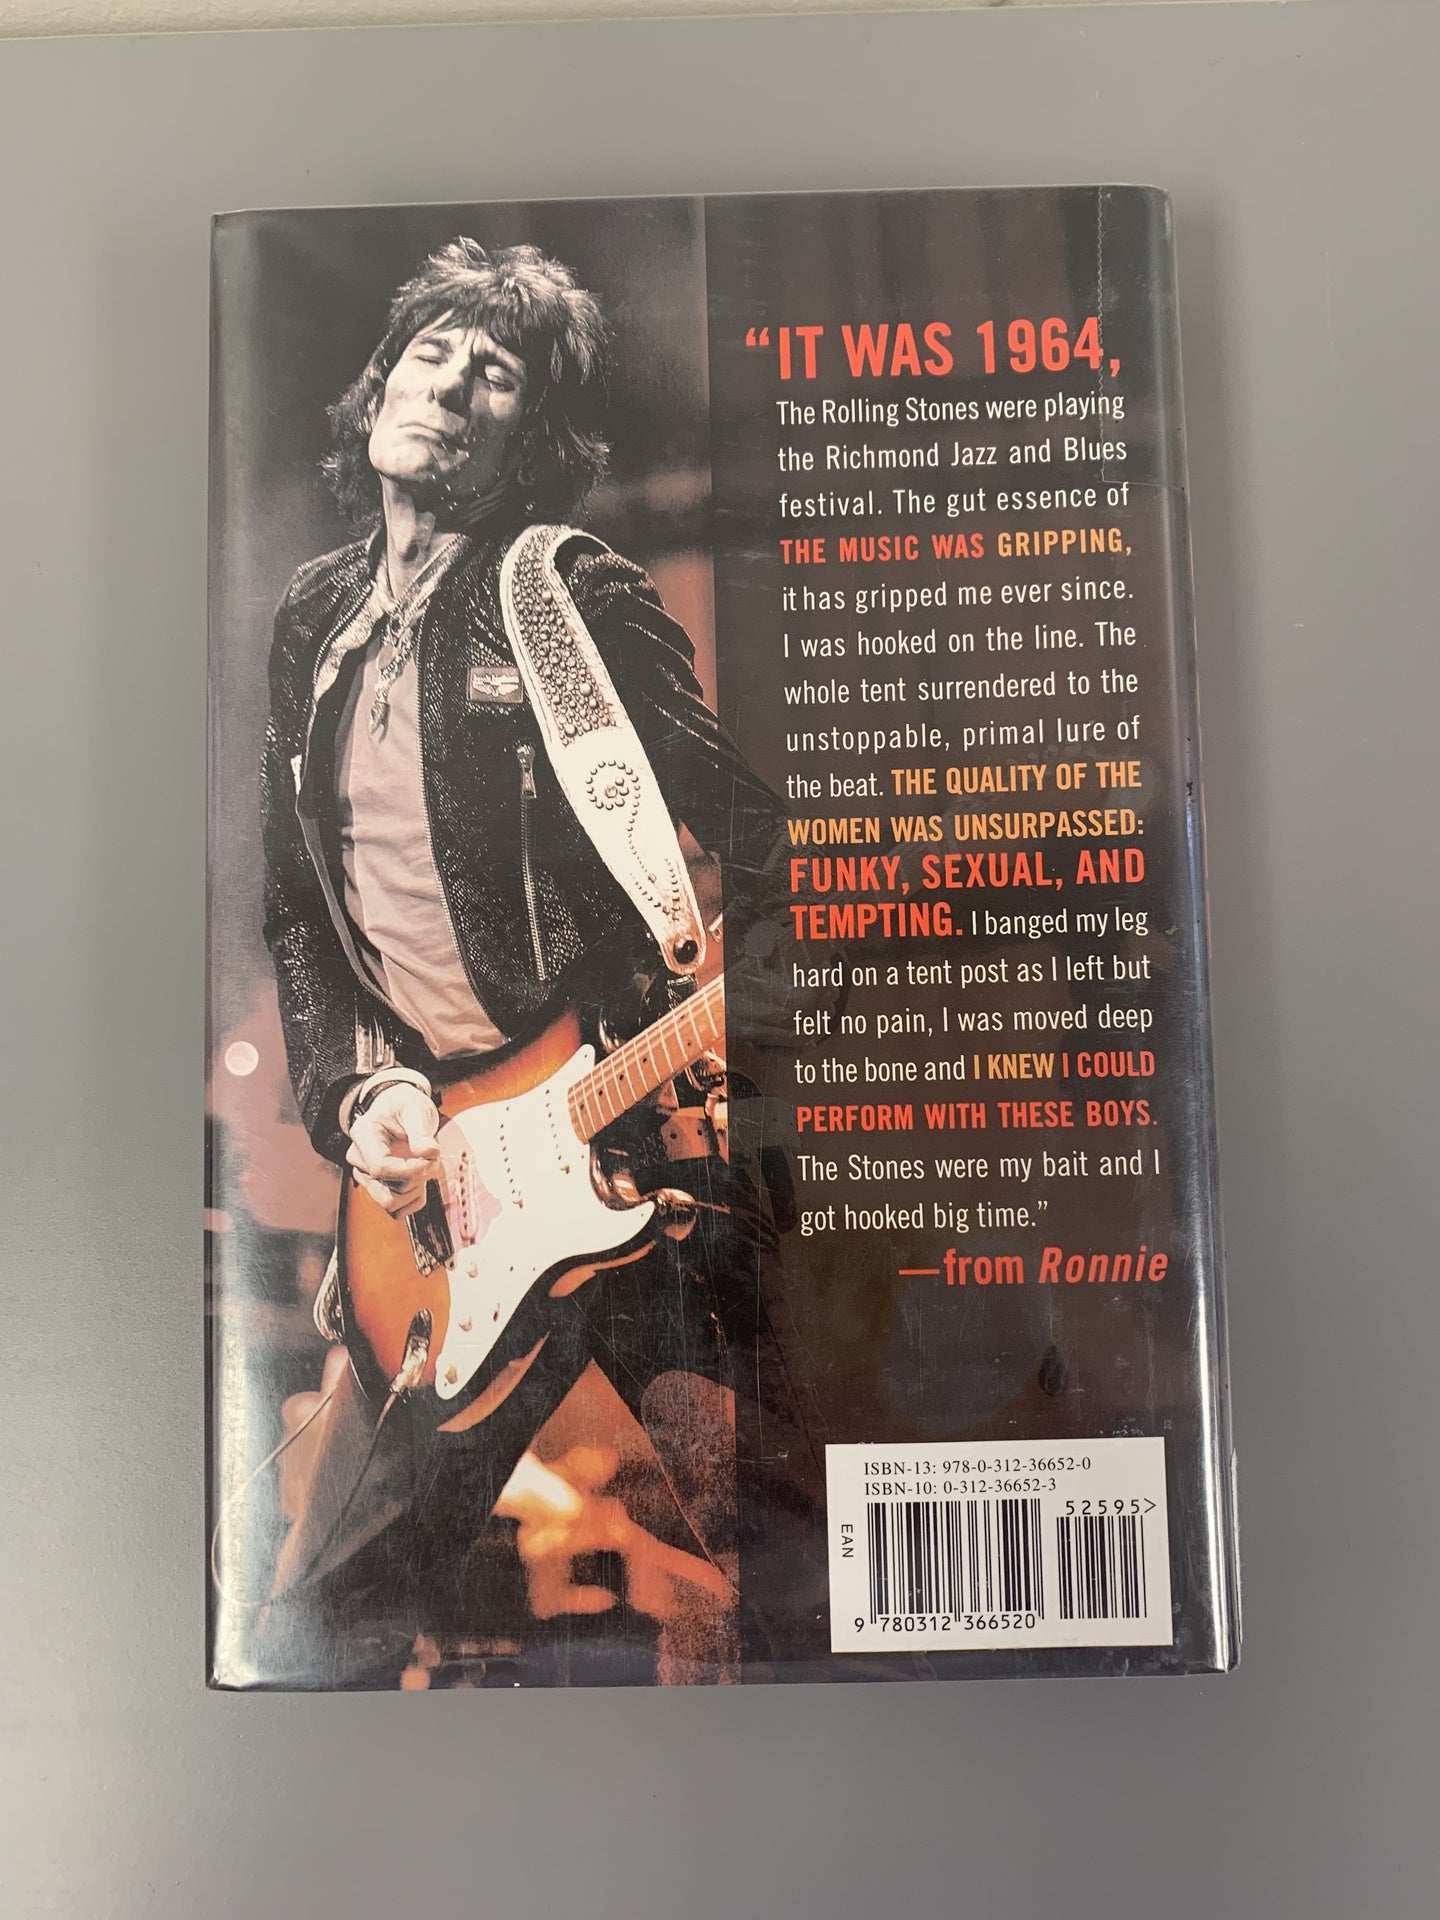 “IT WAS 1964,
The Rolling Stones were playing
the Richmond Jazz and Blues
festival. The gut essence of
THE MUSIC WAS GRIPPING,
it has gripped me ever since.
I was hooked on the line. The
whole tent surrendered to the
unstoppable, primal lure of
the beat. THE QUALITY OF THE
WOMEN WAS UNSURPASSED:
FUNKY, SEXUAL, AND
TEMPTING. I banged my leg
hard on a tent post as I left but
felt no pain, I was moved deep
to the bone and I KNEW I COULD
PERFORM WITH THESE BOYS.
The Stones were my bait and I
got hooked big time.”
—from Ronnie
ISBN-13: 978-0-312-36652-0
ISBN-10: 0-312-36652-3
52595>
EAN
9 780312 366520